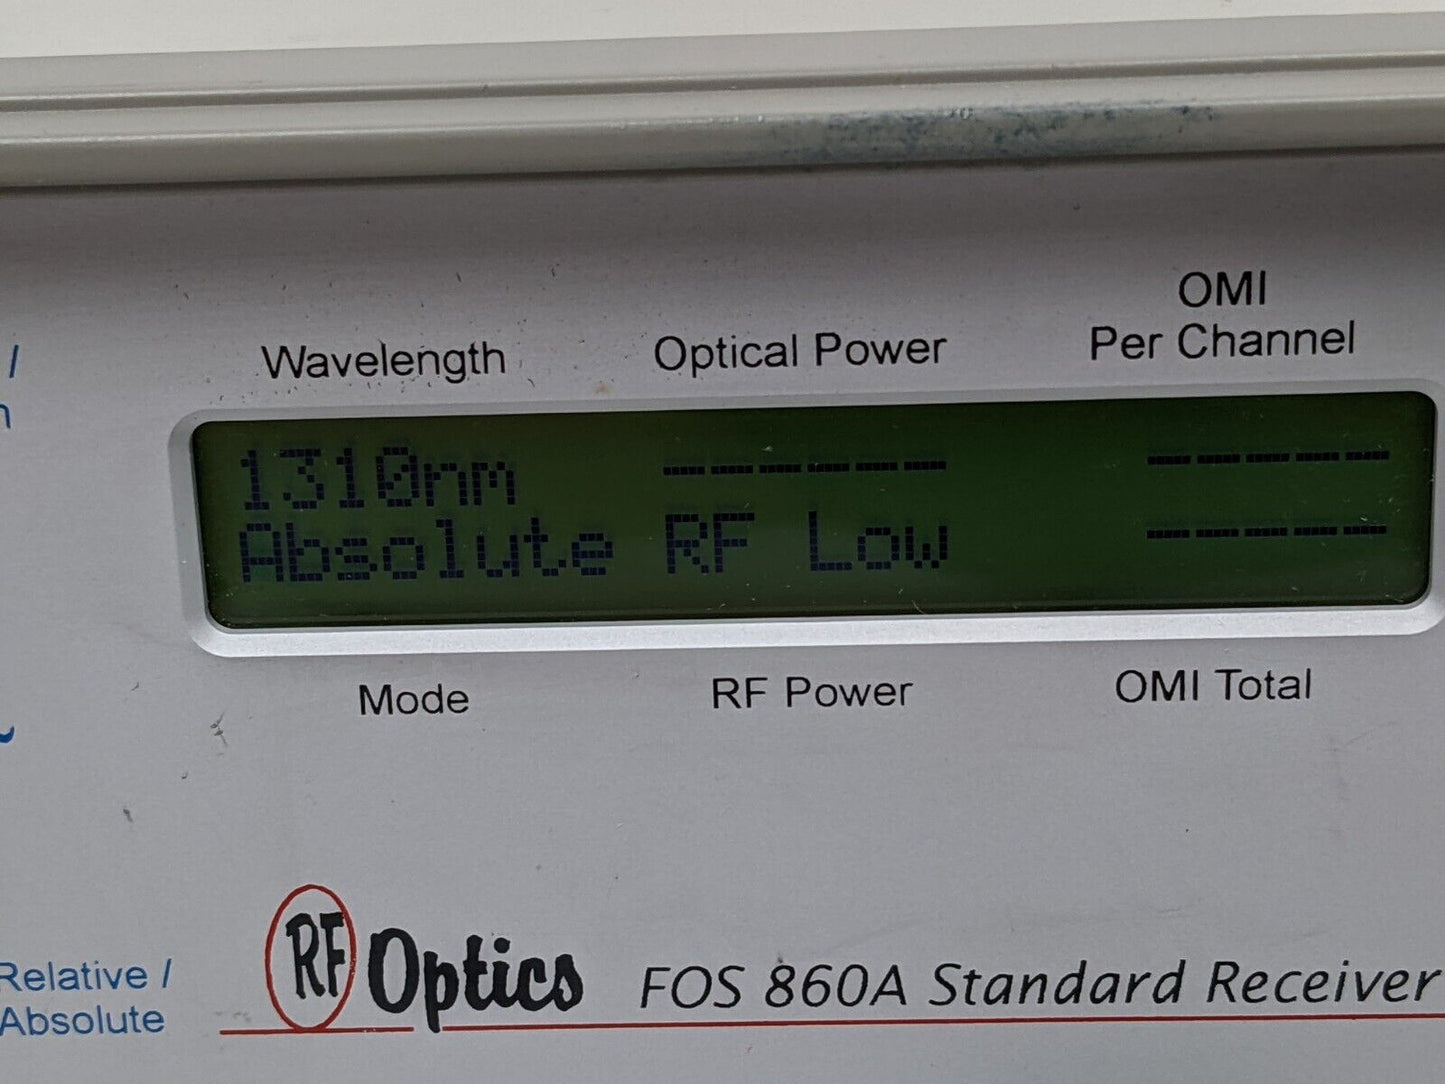 OMI
Wavelength Optical Power Per Channel
1310nm ------ -----
Absolute RF Low -----
Mode RF Power OMI Total
RF Optics FOS 860A Standard Receiver
Relative /
Absolute